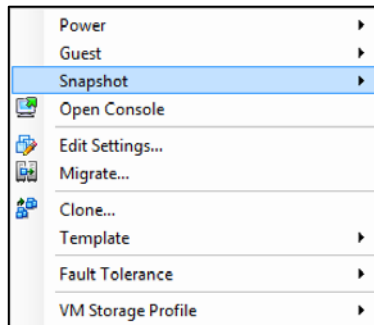 Power
Guest
Snapshot
Open Console
Edit Settings...
Migrate...
Clone...
Template
Fault Tolerance
VM Storage Profile